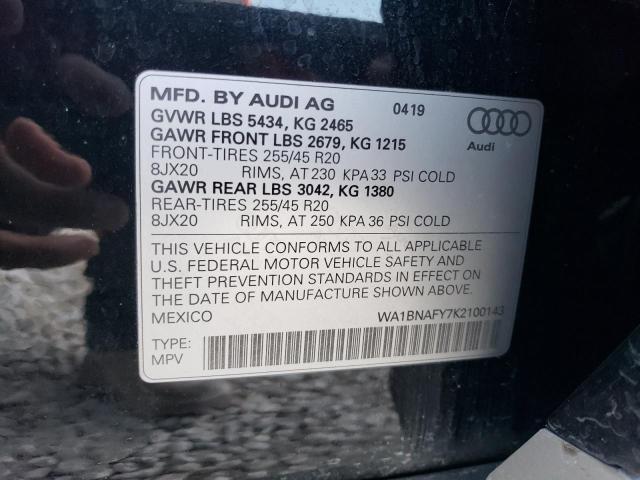 MFD. BY AUDI AG 0419
GVWR LBS 5434, KG 2465
GAWR FRONT LBS 2679, KG 1215
FRONT-TIRES 255/45 R20
8JX20 RIMS, AT 230 KPA 33 PSI COLD
GAWR REAR LBS 3042, KG 1380
REAR-TIRES 255/45 R20
8JX20 RIMS, AT 250 KPA 36 PSI COLD
Audi
THIS VEHICLE CONFORMS TO ALL APPLICABLE
U.S. FEDERAL MOTOR VEHICLE SAFETY AND
THEFT PREVENTION STANDARDS IN EFFECT ON
THE DATE OF MANUFACTURE SHOWN ABOVE.
MEXICO WA1BNAFY7K2100143
TYPE:
MPV